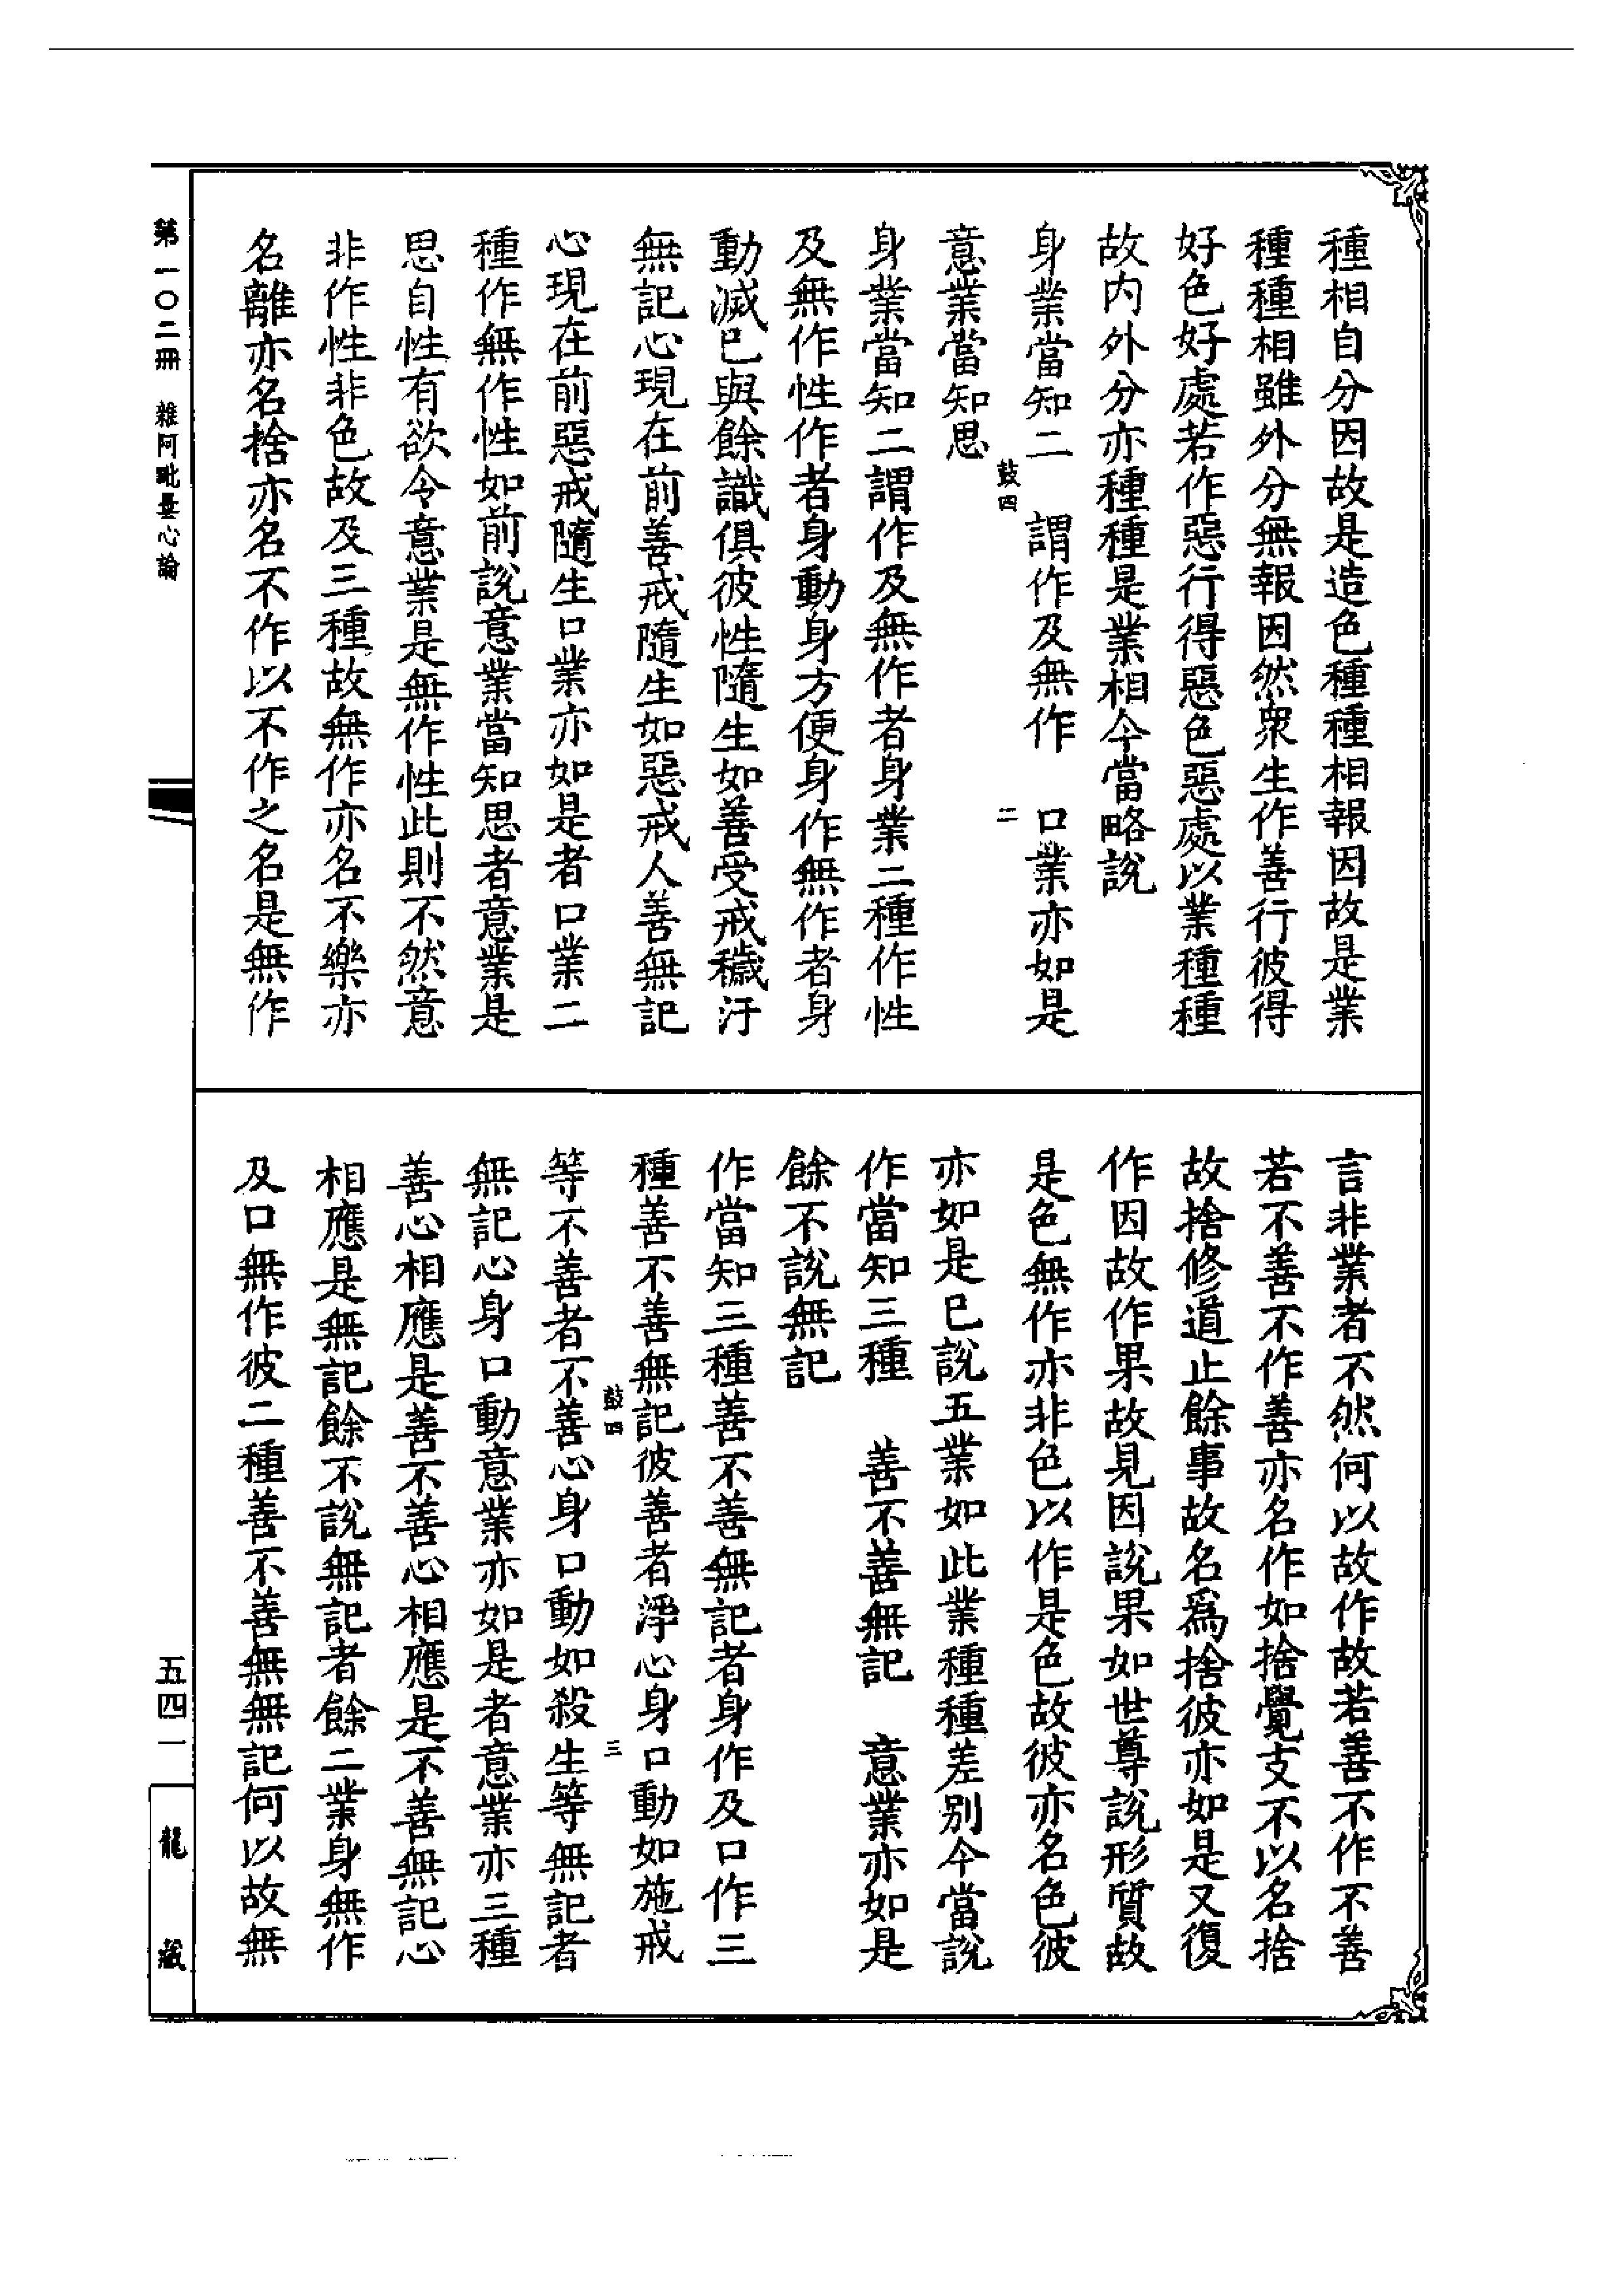 種相自分因故是造色種種相報因故是業
種種相雖外分無報因然衆生作善行彼得
好色好處若作惡行得惡色惡處以業種種
故内外分亦種種是業相今當略說
身業當知二　謂作及無作　口業亦如是
鼓四　二
意業當知思
身業當知二謂作及無作者身業二種作性
及無作性作者身動身方便身作無作者身
動滅已與餘識俱彼性隨生如善受戒穢汙
無記心現在前善戒隨生如惡戒人善無記
心現在前惡戒隨生口業亦如是者口業二
種作無作性如前說意業當知思者意業是
思自性有欲令意業是無作性此則不然意
非作性非色故及三種故無作亦名不樂亦
名離亦名捨亦名不作以不作之名是無作
言非業者不然何以故作故若善不作不善
若不善不作善亦名作如捨覺支不以名捨
故捨修道止餘事故名爲捨彼亦如是又復
作因故作果故見因說果如世尊說形質故
是色無作亦非色以作是色故彼亦名色彼
亦如是已說五業如此業種種差別今當說
作當知三種　善不善無記　意業亦如是
餘不說無記
作當知三種善不善無記者身作及口作三
種善不善無記彼善者淨心身口動如施戒
鼓四　三
等不善者不善心身口動如殺生等無記者
無記心身口動意業亦如是者意業亦三種
善心相應是善不善心相應是不善無記心
相應是無記餘不說無記者餘二業身無作
及口無作彼二種善不善無無記何以故無
第一〇二冊　雜阿毗曇心論
五四一
龍藏